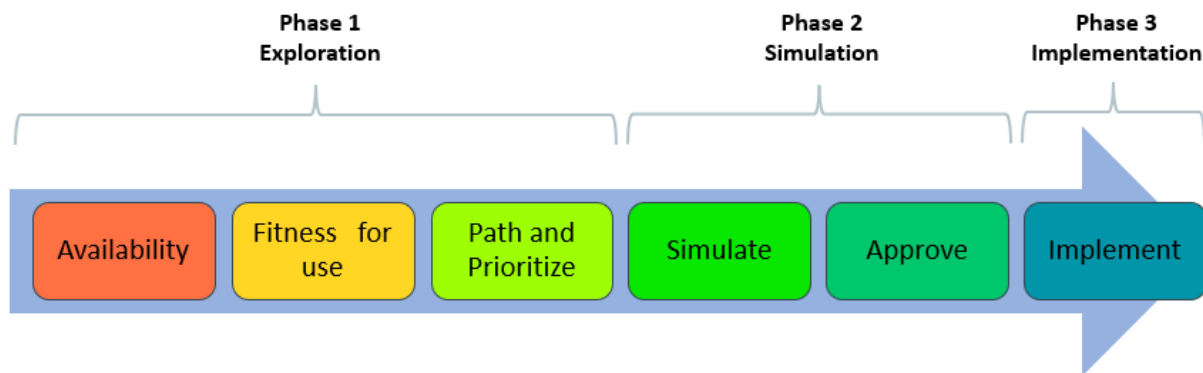 Phase 1
Exploration
Phase 2
Simulation
Phase 3
Implementation
Availability
Fitness for
use
Path and
Prioritize
Simulate
Approve
Implement